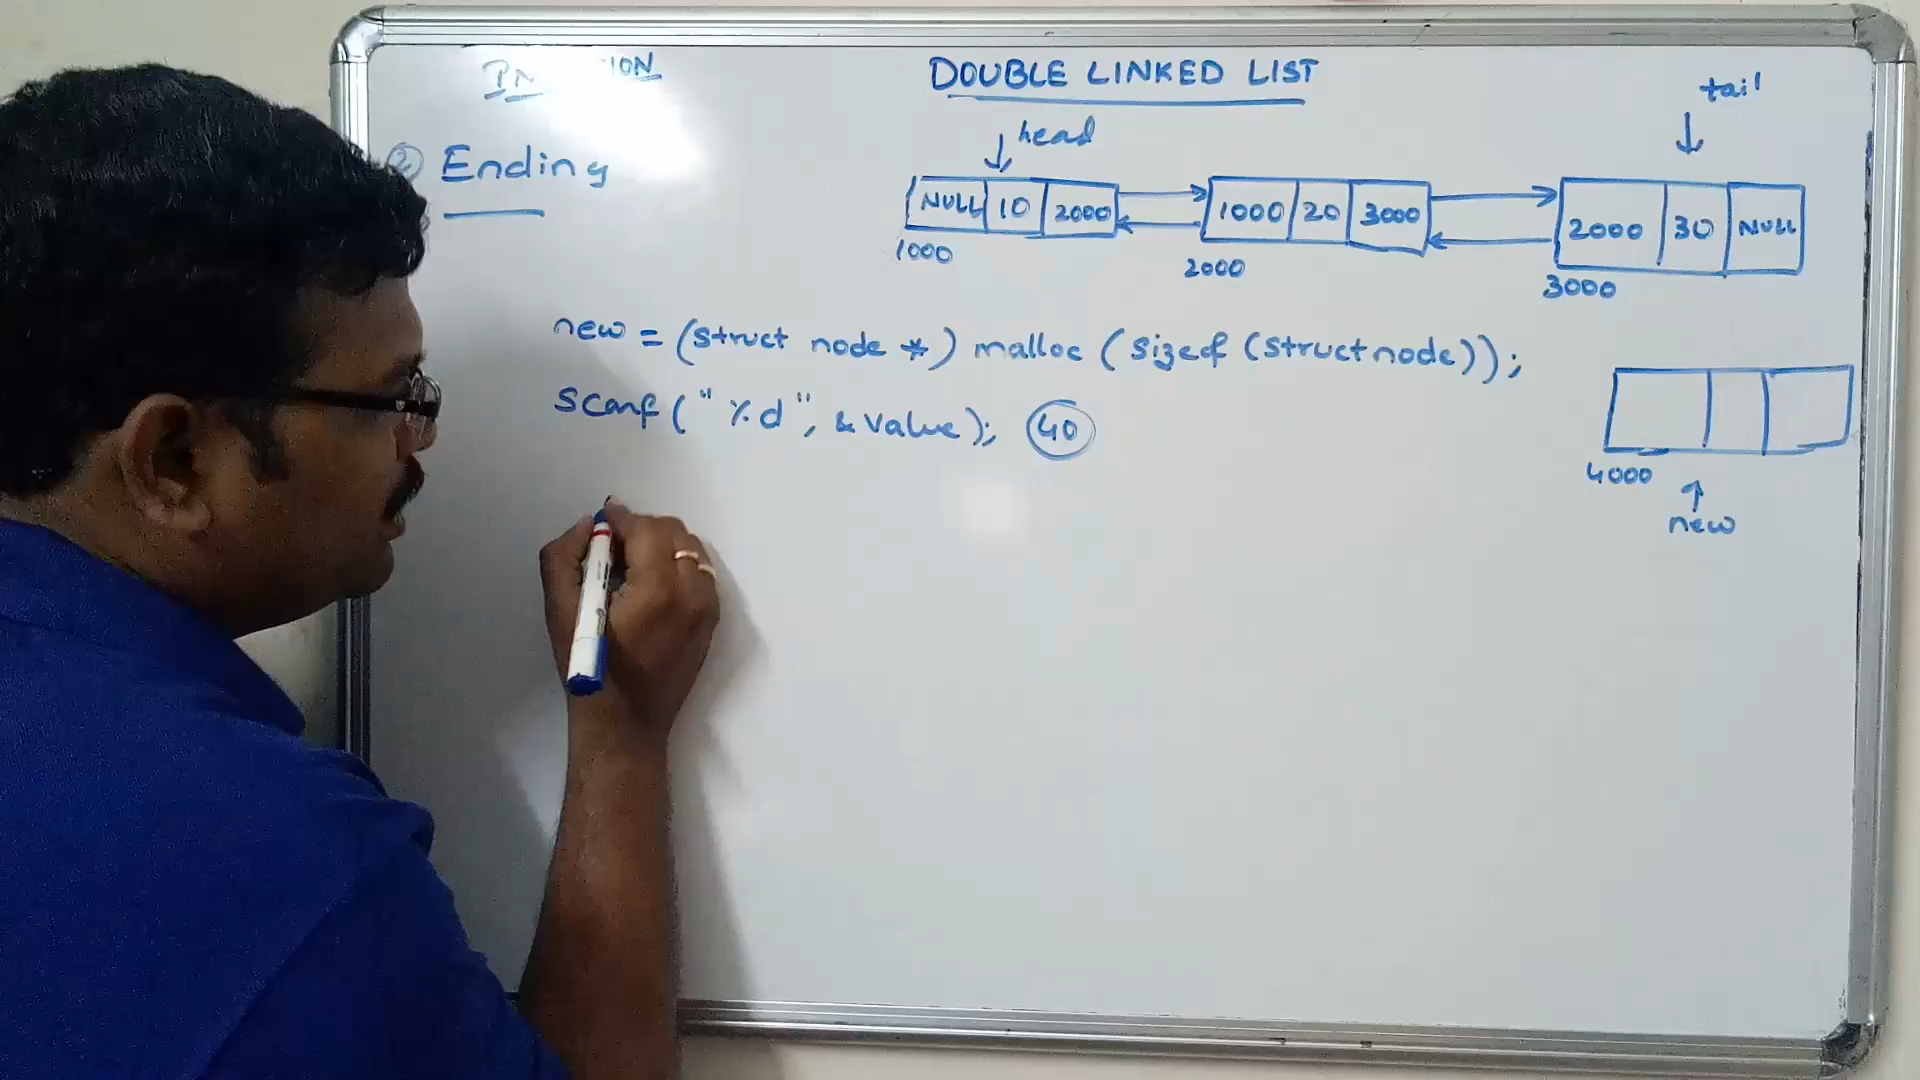 DOUBLE LINKED LIST
② Ending
head
tail
NULL 10 2000
1000 20 3000
2000 30 NULL
1000
2000
3000
new = (struct node *) malloc (sizeof (struct node));
scanf ("%d", &value); 40
4000
new